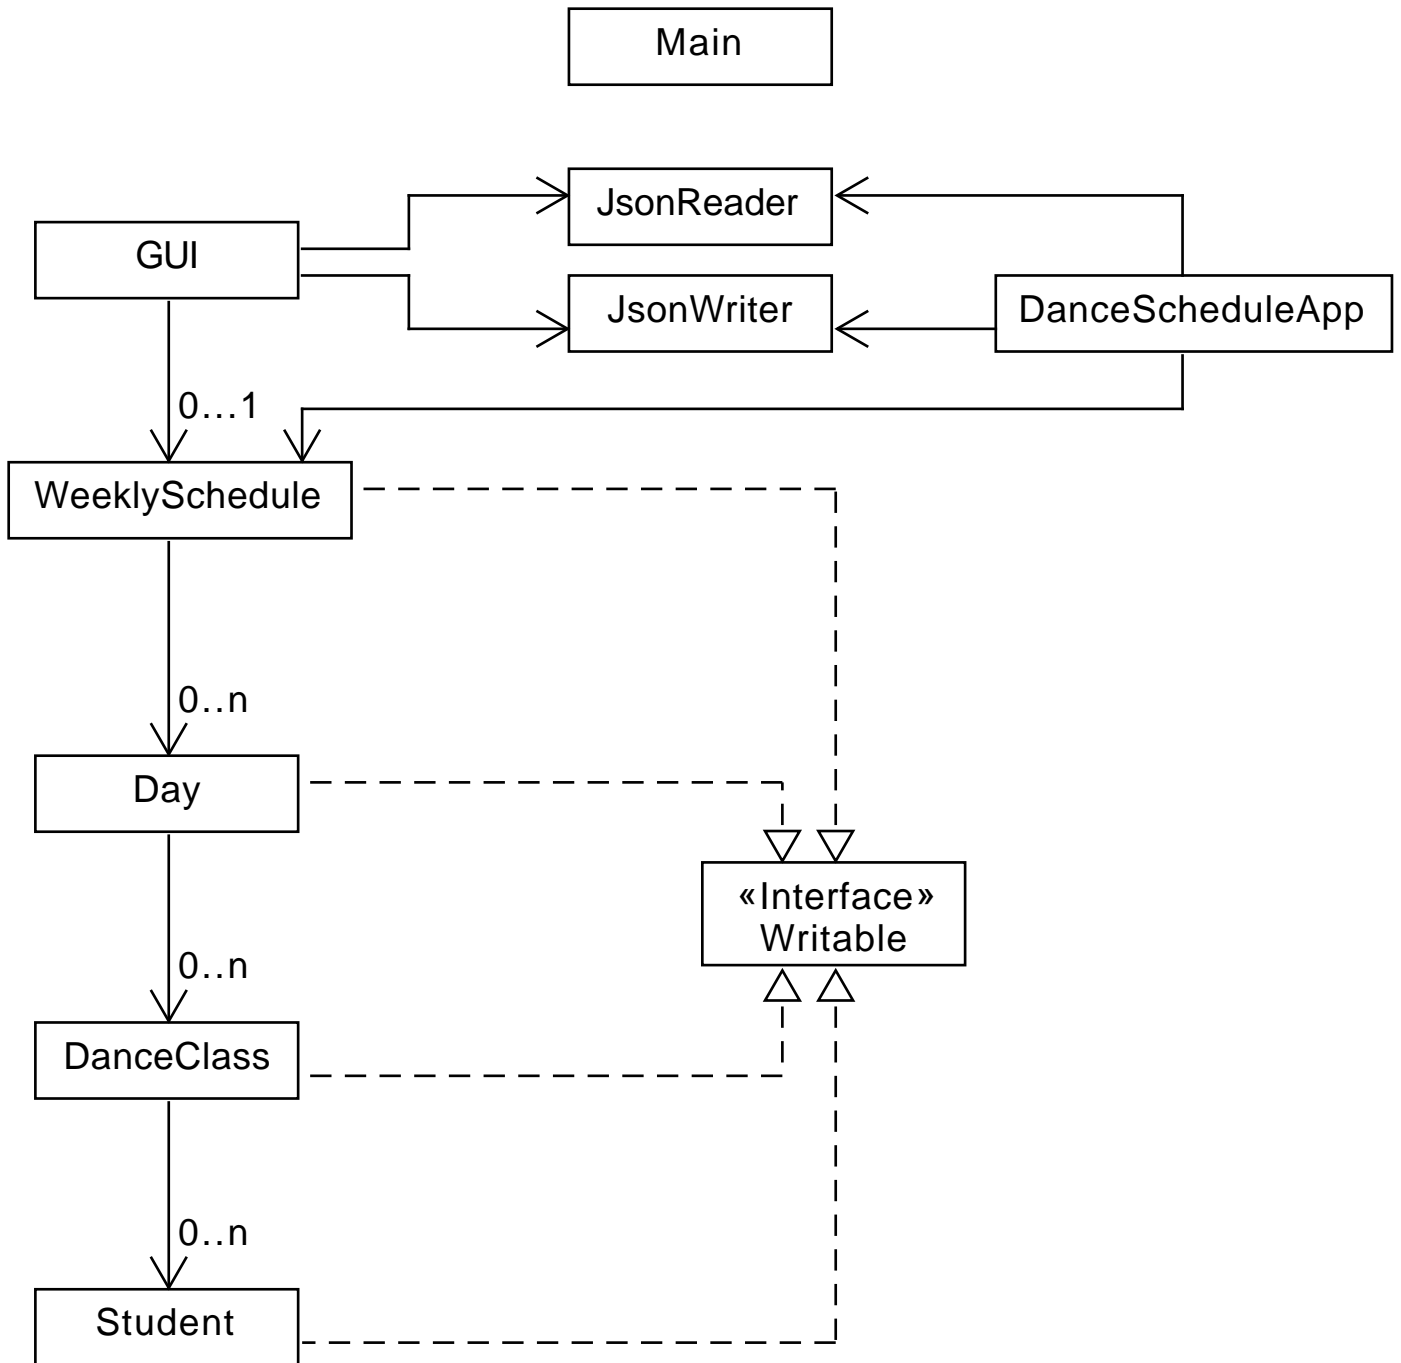 Main
JsonReader
GUI
JsonWriter
DanceScheduleApp
0...1
WeeklySchedule
0..n
Day
«Interface»
Writable
0..n
DanceClass
0..n
Student